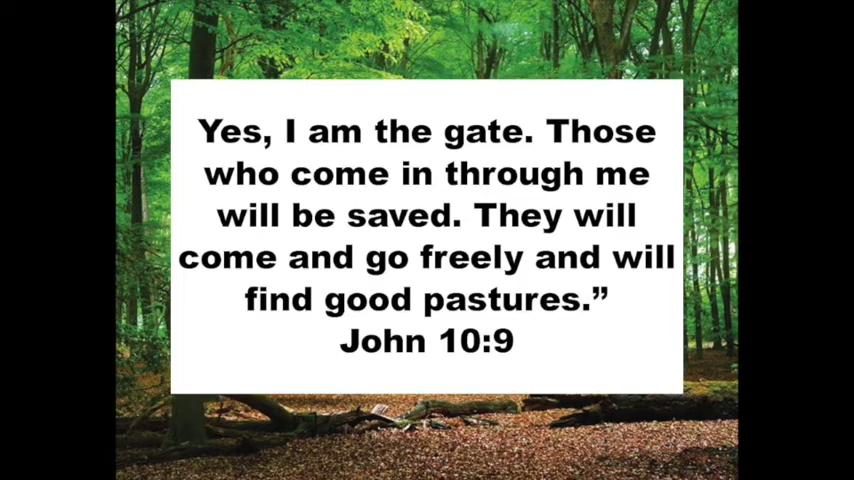 Yes, I am the gate. Those
who come in through me
will be saved. They will
come and go freely and will
find good pastures.”
John 10:9